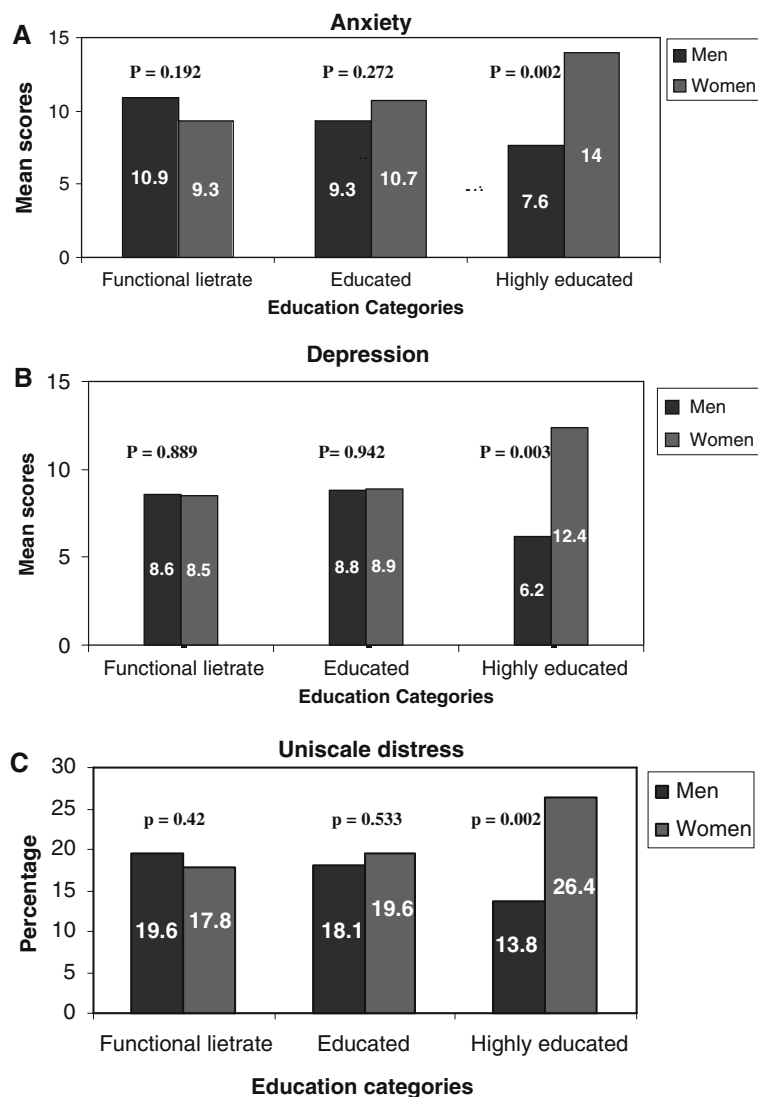 A
Anxiety
15
10
5
0
Mean scores
P = 0.192
P = 0.272
P = 0.002
10.9
9.3
9.3
10.7
7.6
14
Men
Women
Functional lietrate
Educated
Highly educated
Education Categories
B
Depression
15
10
5
0
Mean scores
P = 0.889
P= 0.942
P = 0.003
8.6
8.5
8.8
8.9
6.2
12.4
Men
Women
Functional lietrate
Educated
Highly educated
Education Categories
C
Uniscale distress
30
25
20
15
10
5
0
Percentage
p = 0.42
p = 0.533
p = 0.002
19.6
17.8
18.1
19.6
13.8
26.4
Men
Women
Functional lietrate
Educated
Highly educated
Education categories